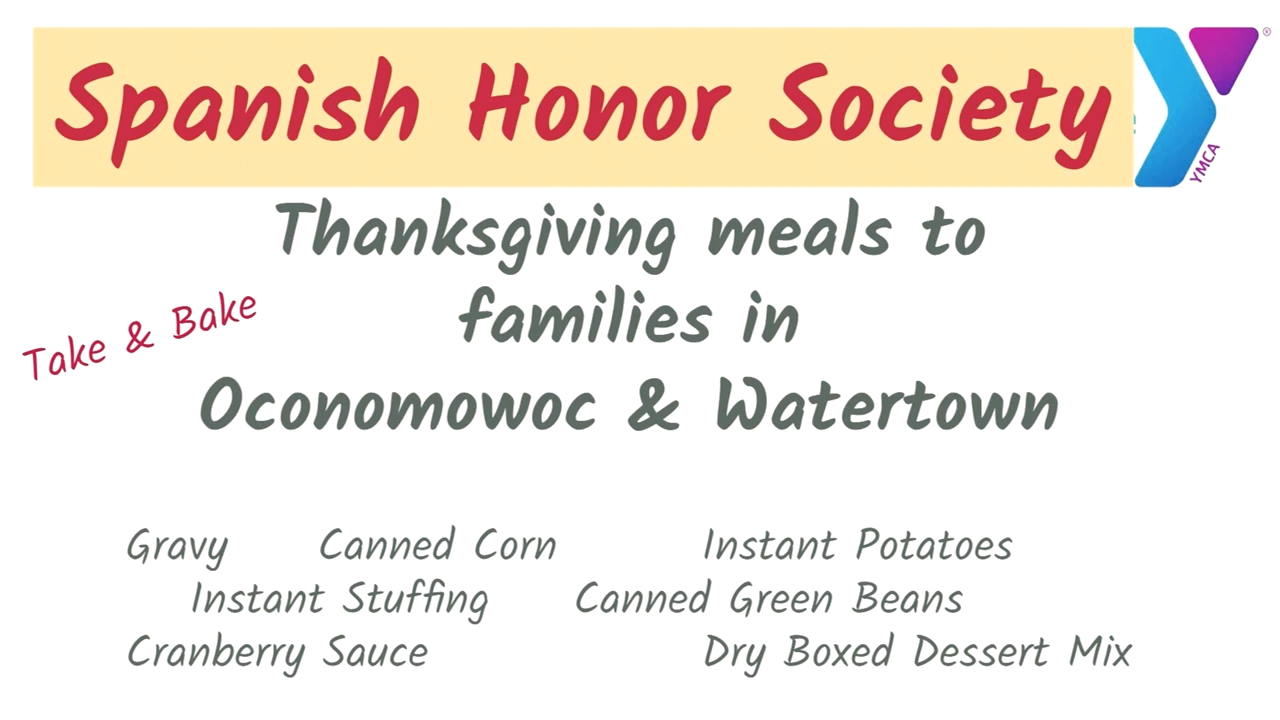 Spanish Honor Society
YMCA
Thanksgiving meals to
families in
Take & Bake
Oconomowoc & Watertown
Gravy Canned Corn Instant Potatoes
Instant Stuffing Canned Green Beans
Cranberry Sauce Dry Boxed Dessert Mix